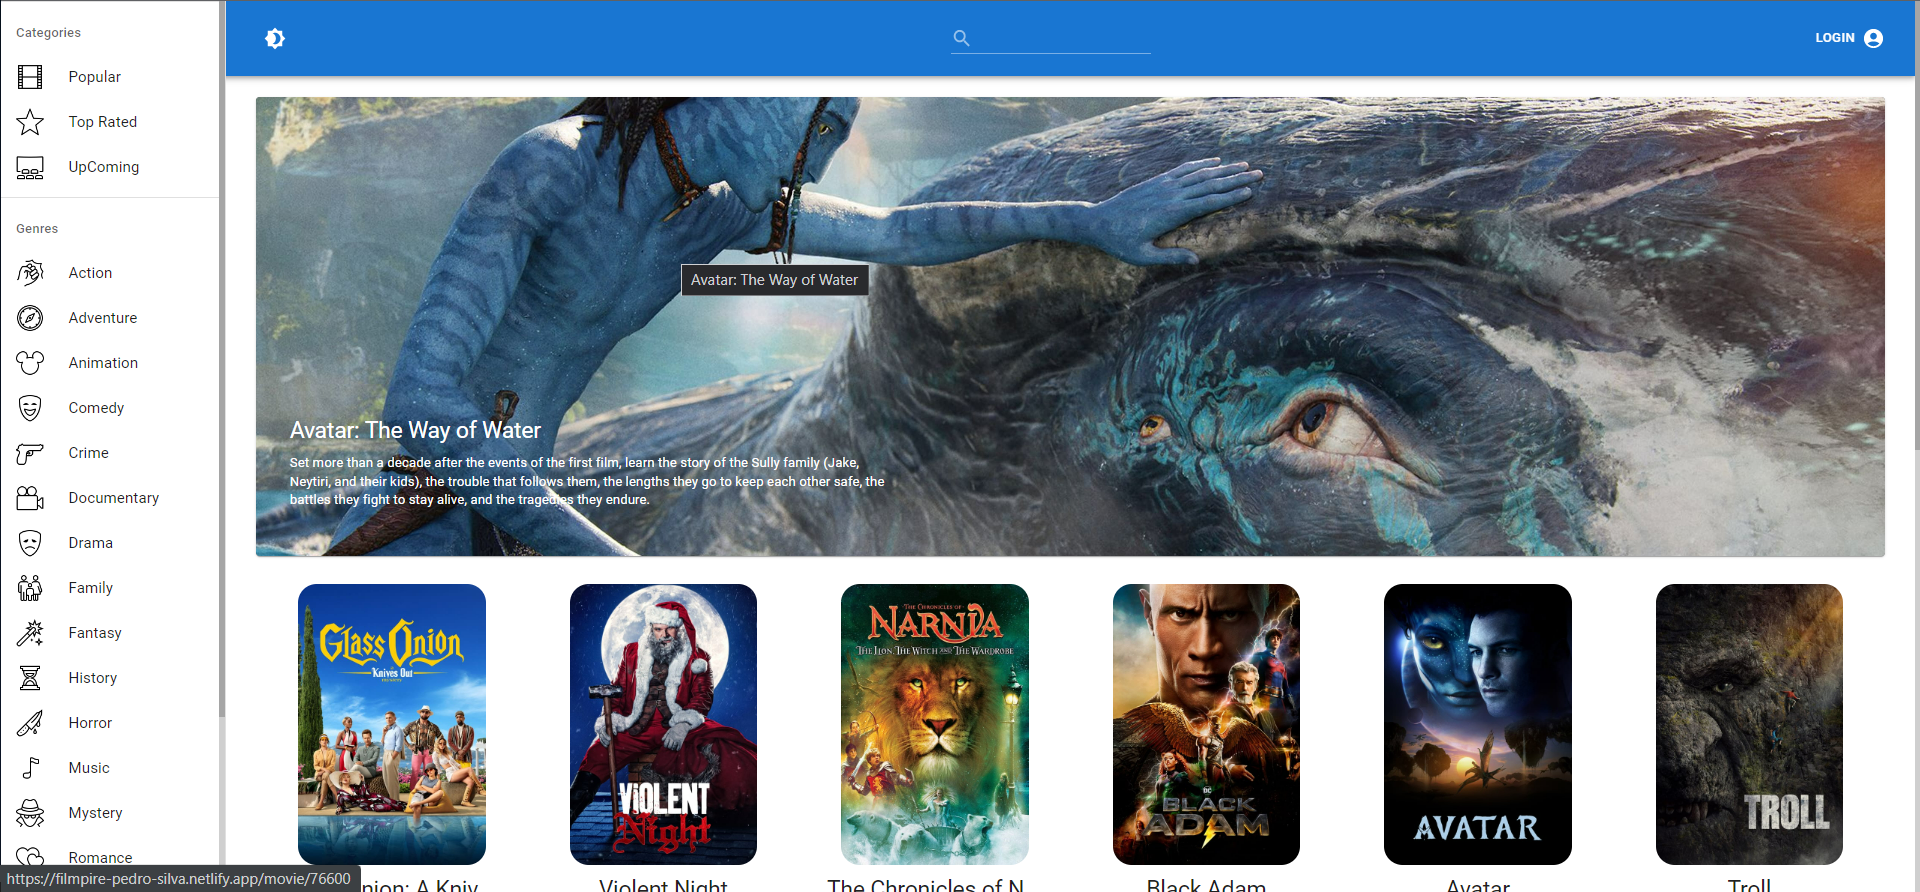 Categories
Popular
Top Rated
UpComing
Genres
Action
Adventure
Animation
Comedy
Crime
Documentary
Drama
Family
Fantasy
History
Horror
Music
Mystery
Romance
LOGIN
Avatar: The Way of Water
Avatar: The Way of Water
Set more than a decade after the events of the first film, learn the story of the Sully family (Jake,
Neytiri, and their kids), the trouble that follows them, the lengths they go to keep each other safe, the
battles they fight to stay alive, and the tragedies they endure.
Glass Onion
Knives Out
VIOLENT
Night
THE CHRONICLES OF
NARNIA
THE LION, THE WITCH AND THE WARDROBE
DC
BLACK
ADAM
AVATAR
TROLL
nion: A Kniv
Violent Night
The Chronicles of N
Black Adam
Avatar
Troll
https://filmpire-pedro-silva.netlify.app/movie/76600